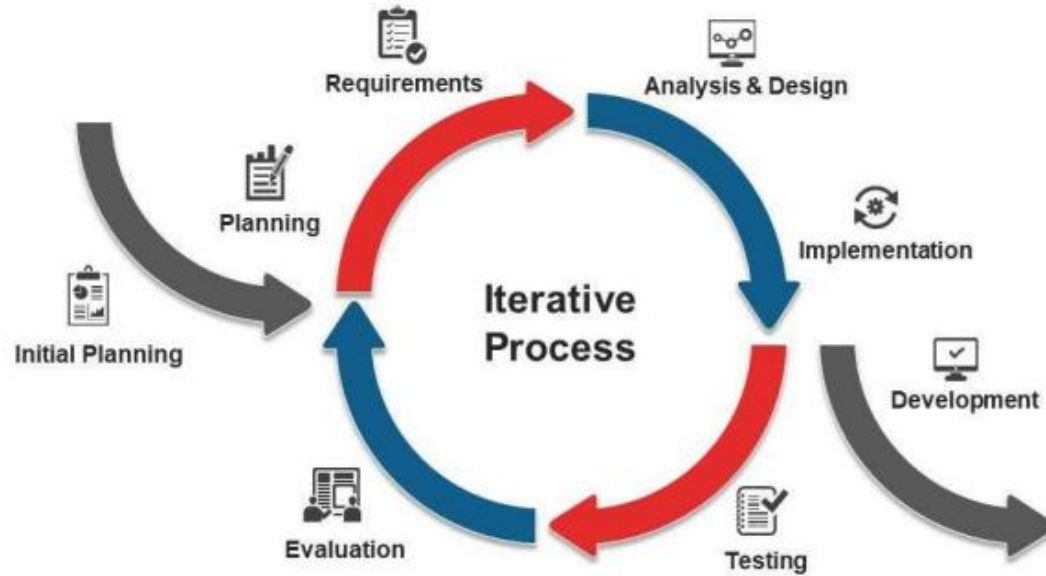 Requirements
Analysis & Design
Planning
Implementation
Iterative
Process
Initial Planning
Development
Evaluation
Testing